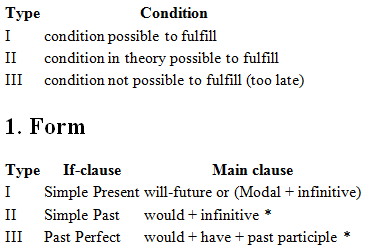 Type Condition
I condition possible to fulfill
II condition in theory possible to fulfill
III condition not possible to fulfill (too late)
1. Form
Type If-clause Main clause
I Simple Present will-future or (Modal + infinitive)
II Simple Past would + infinitive *
III Past Perfect would + have + past participle *